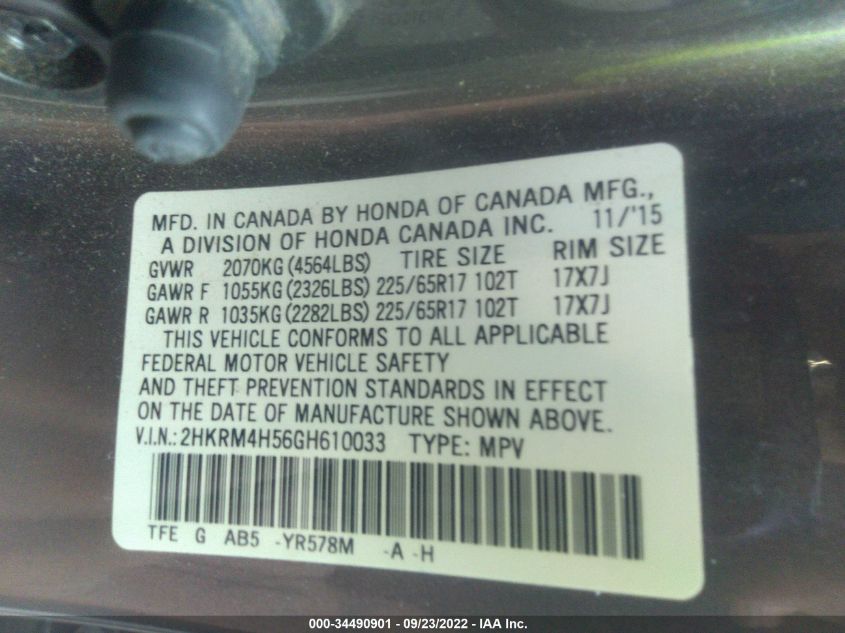 MFD. IN CANADA BY HONDA OF CANADA MFG.,
A DIVISION OF HONDA CANADA INC. 11/'15
GVWR 2070KG (4564LBS) TIRE SIZE RIM SIZE
GAWR F 1055KG (2326LBS) 225/65R17 102T 17X7J
GAWR R 1035KG (2282LBS) 225/65R17 102T 17X7J
THIS VEHICLE CONFORMS TO ALL APPLICABLE
FEDERAL MOTOR VEHICLE SAFETY
AND THEFT PREVENTION STANDARDS IN EFFECT
ON THE DATE OF MANUFACTURE SHOWN ABOVE.
V.I.N.: 2HKRM4H56GH610033 TYPE: MPV
TFE G AB5 -YR578M -A -H
000-34490901 - 09/23/2022 - IAA Inc.